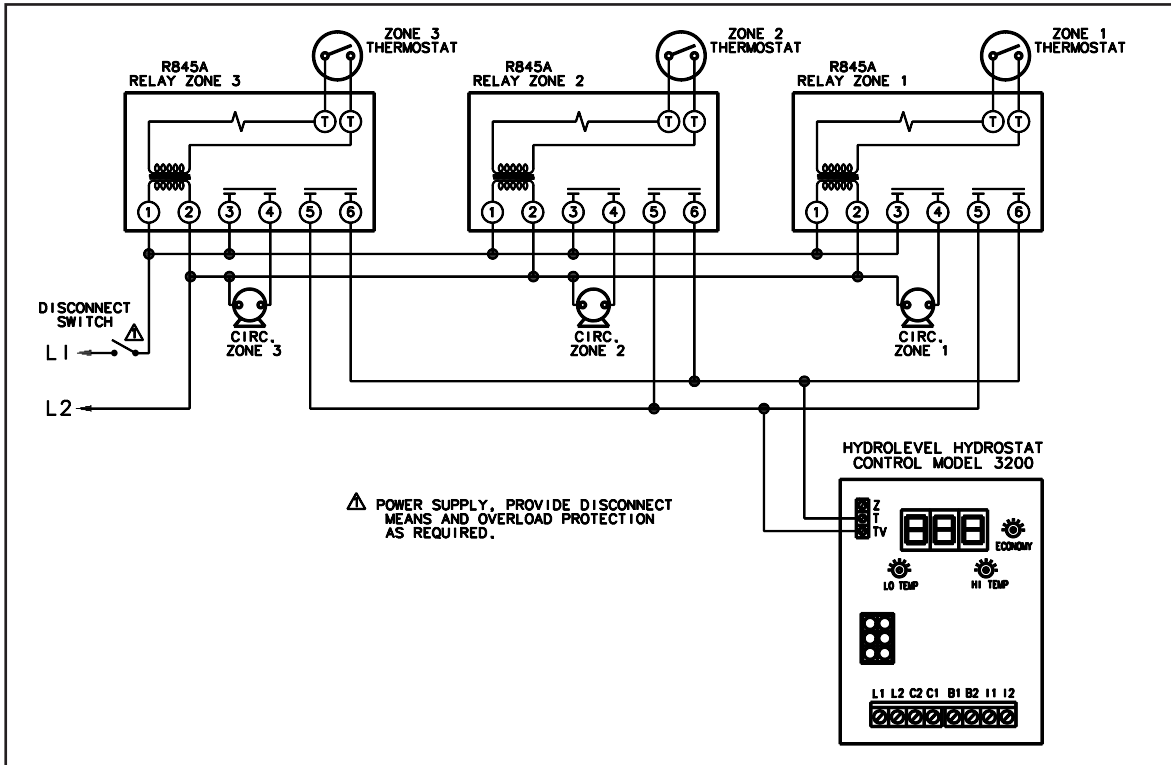 ZONE 3
THERMOSTAT
R845A
RELAY ZONE 3
T T
1 2 3 4 5 6
ZONE 2
THERMOSTAT
R845A
RELAY ZONE 2
T T
1 2 3 4 5 6
ZONE 1
THERMOSTAT
R845A
RELAY ZONE 1
T T
1 2 3 4 5 6
DISCONNECT
SWITCH
L1
L2
CIRC.
ZONE 3
CIRC.
ZONE 2
CIRC.
ZONE 1
POWER SUPPLY, PROVIDE DISCONNECT
MEANS AND OVERLOAD PROTECTION
AS REQUIRED.
HYDROLEVEL HYDROSTAT
CONTROL MODEL 3200
Z
T
TV
888
ECONOMY
LO TEMP
HI TEMP
L1 L2 C2 C1 B1 B2 I1 I2